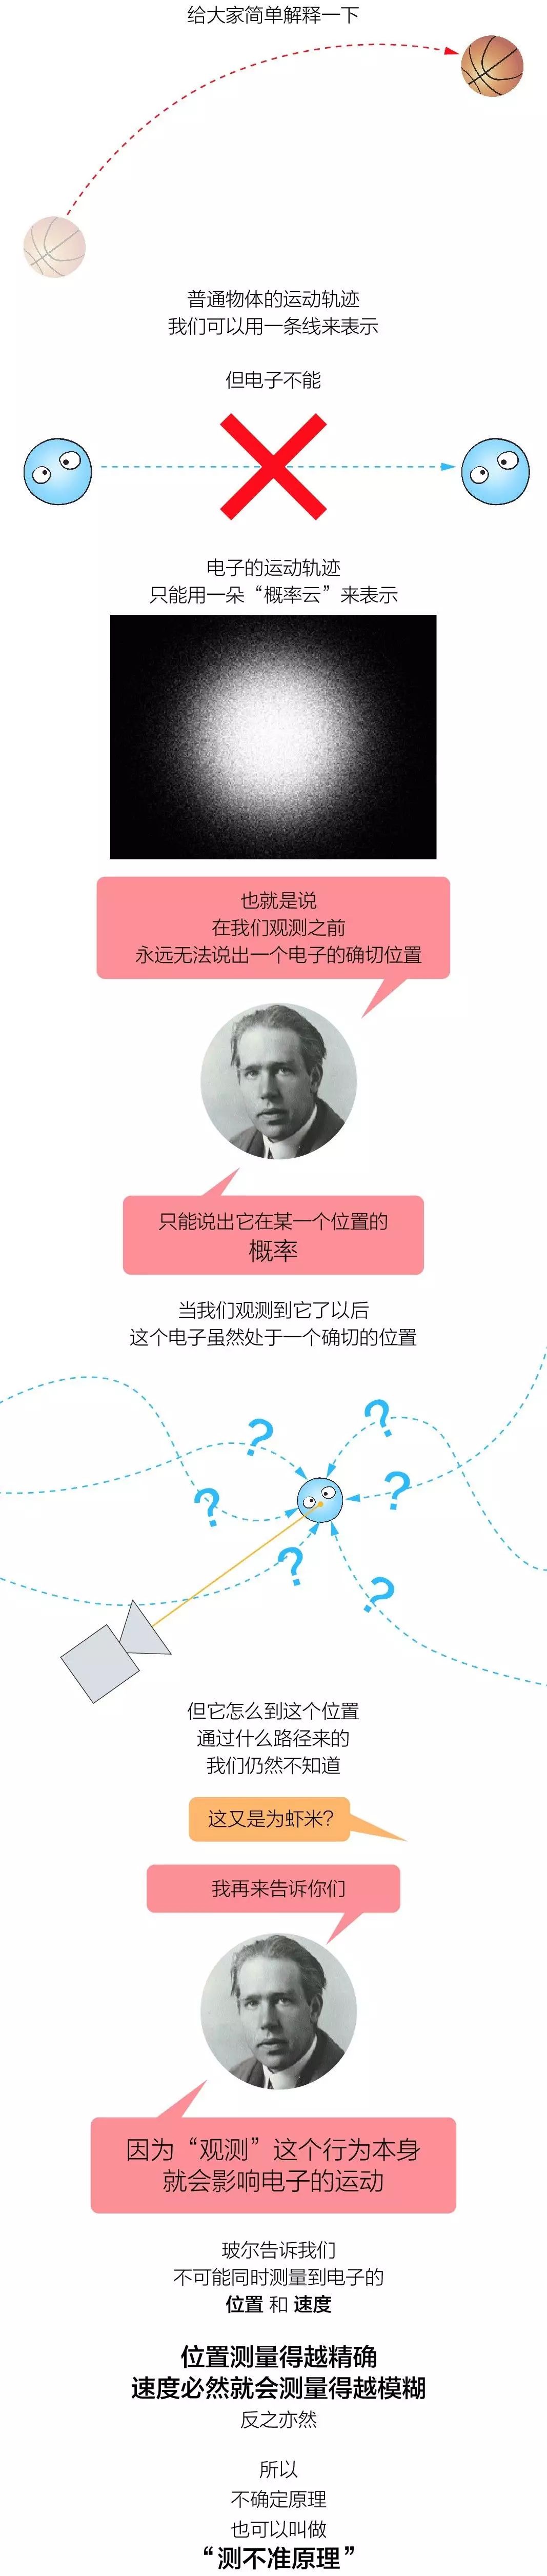 给大家简单解释一下
普通物体的运动轨迹
我们可以用一条线来表示
但电子不能
电子的运动轨迹
只能用一朵“概率云”来表示
也就是说
在我们观测之前
永远无法说出一个电子的确切位置
只能说出它在某一个位置的
概率
当我们观测到它了以后
这个电子虽然处于一个确切的位置
?
?
?
?
?
?
但它怎么到这个位置
通过什么路径来的
我们仍然不知道
这又是为虾米?
我再来告诉你们
因为“观测”这个行为本身
就会影响电子的运动
玻尔告诉我们
不可能同时测量到电子的
位置 和 速度
位置测量得越精确
速度必然就会测量得越模糊
反之亦然
所以
不确定原理
也可以叫做
“测不准原理”